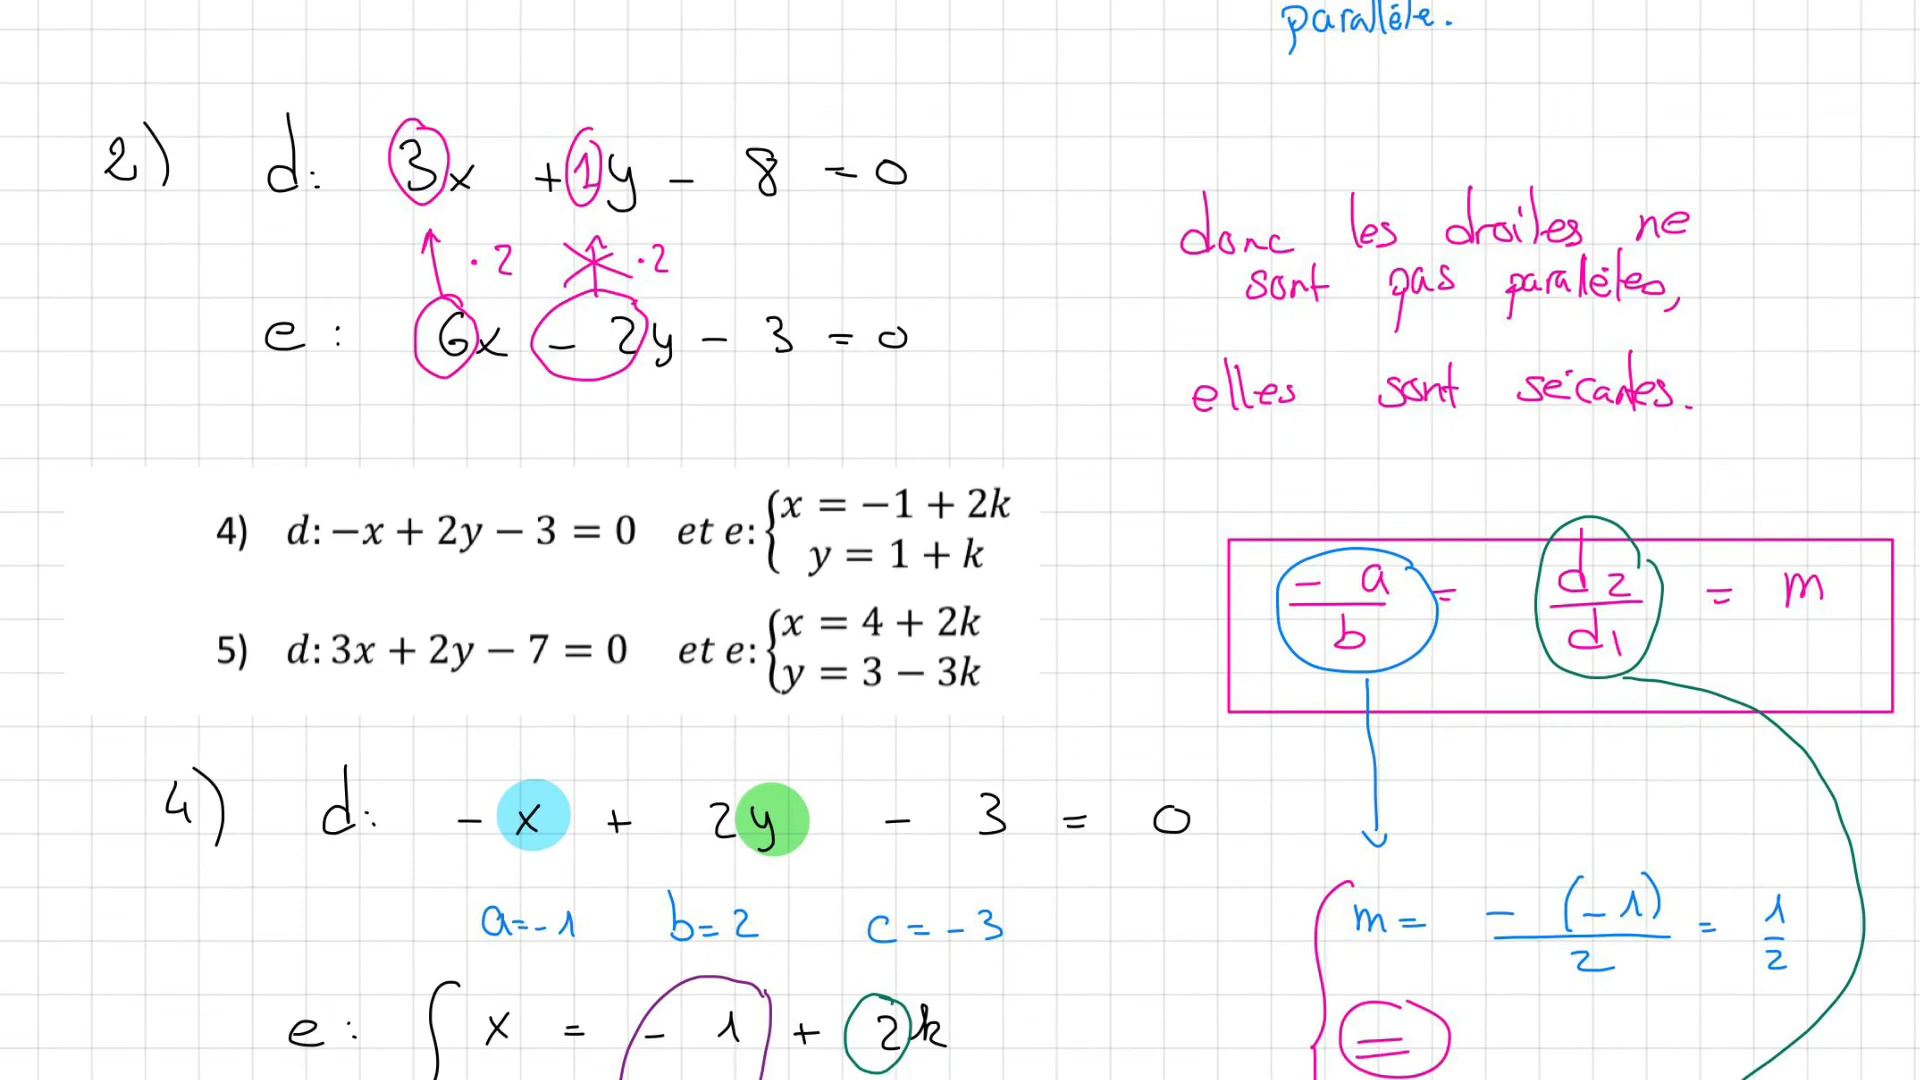 parallèle.
2) d: 3x + 1y - 8 = 0
·2 ·2
e : 6x - 2y - 3 = 0
donc les droites ne
sont pas paralèles,
elles sont sécantes.
4) d: −x + 2y − 3 = 0 et e: {x = −1 + 2k
y = 1 + k
5) d: 3x + 2y − 7 = 0 et e: {x = 4 + 2k
y = 3 − 3k
-a/b = d2/d1 = m
4) d: - x + 2y - 3 = 0
a=-1 b=2 c=-3
m = -(-1)/2 = 1/2
e : { x = - 1 + 2k
=